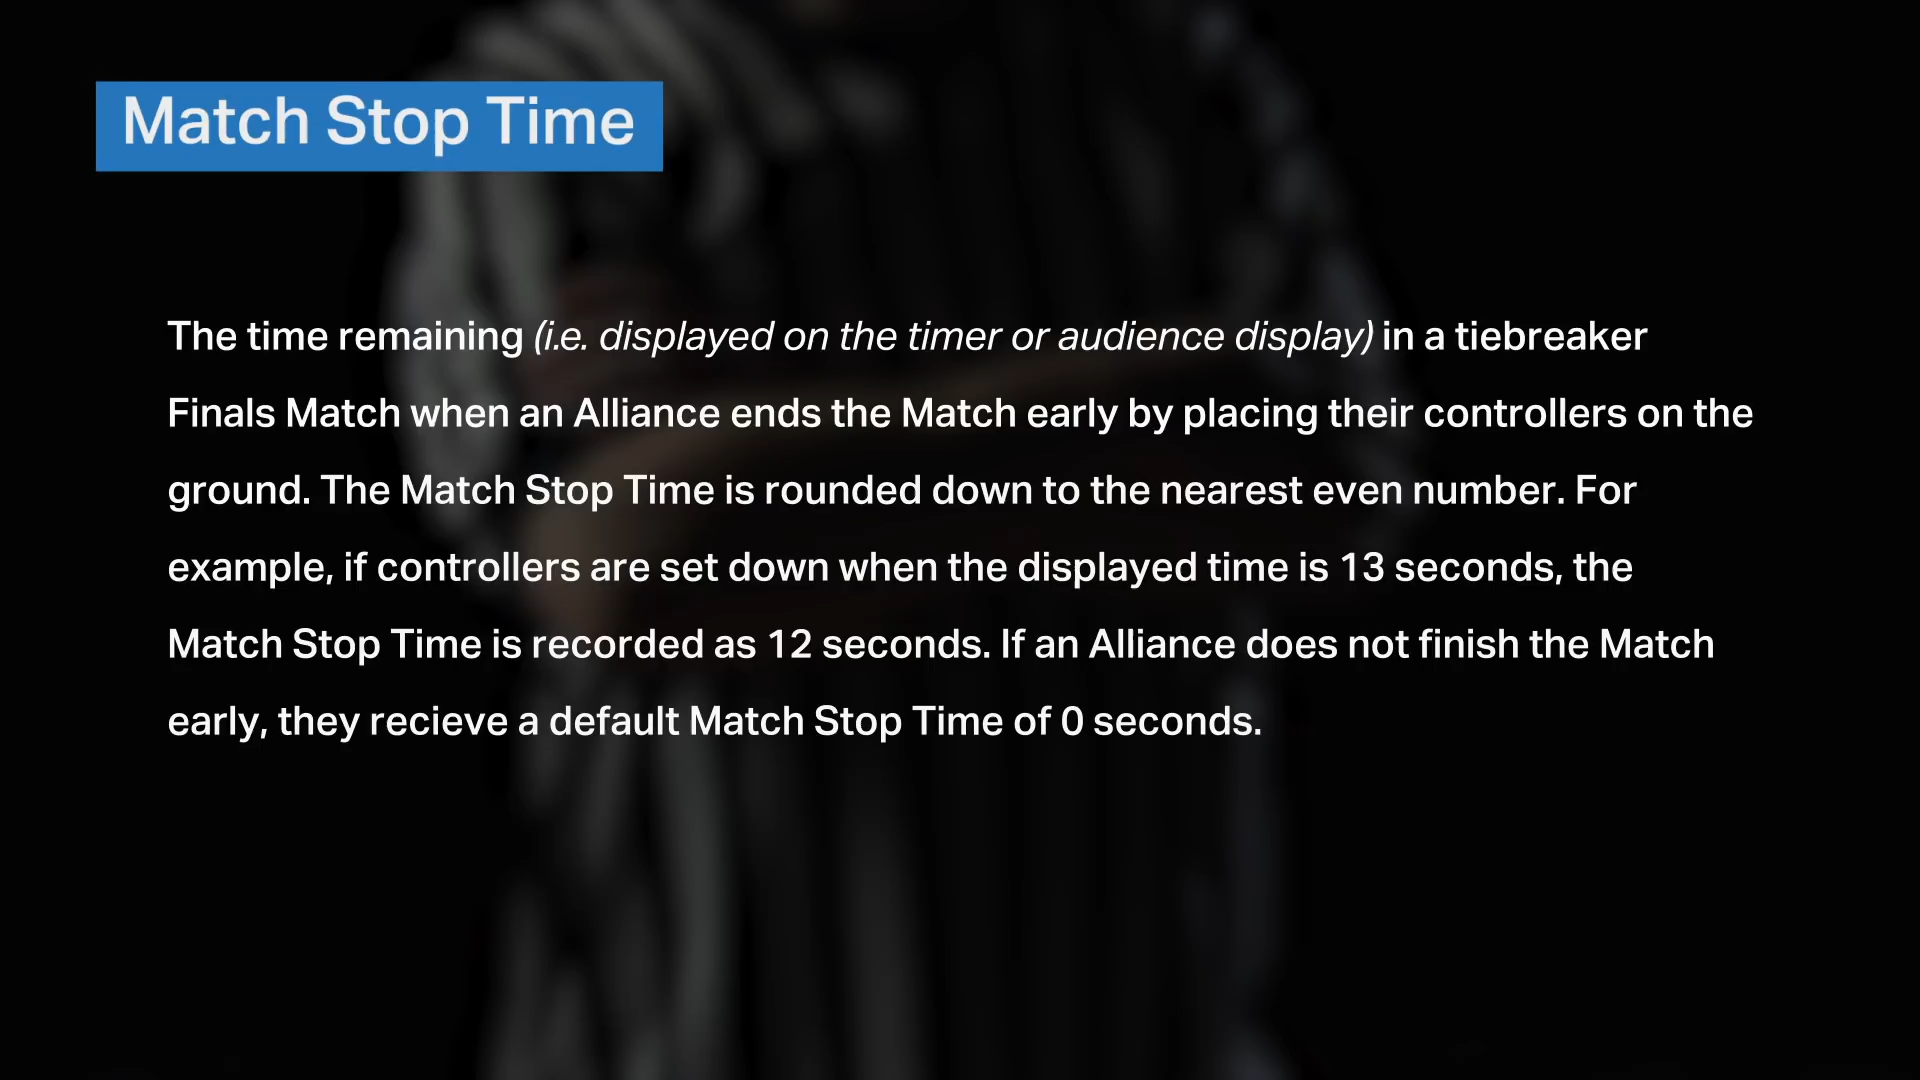 Match Stop Time
The time remaining (i.e. displayed on the timer or audience display) in a tiebreaker
Finals Match when an Alliance ends the Match early by placing their controllers on the
ground. The Match Stop Time is rounded down to the nearest even number. For
example, if controllers are set down when the displayed time is 13 seconds, the
Match Stop Time is recorded as 12 seconds. If an Alliance does not finish the Match
early, they recieve a default Match Stop Time of 0 seconds.